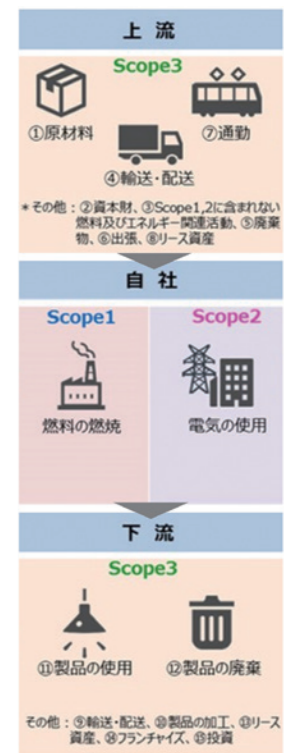 上 流
Scope3
①原材料
⑦通勤
④輸送・配送
*その他：②資本財、③Scope1,2に含まれない
燃料及びエネルギー関連活動、⑤廃棄
物、⑥出張、⑧リース資産
自 社
Scope1
Scope2
燃料の燃焼
電気の使用
下 流
Scope3
⑪製品の使用
⑫製品の廃棄
その他：⑨輸送・配送、⑩製品の加工、⑬リース
資産、⑭フランチャイズ、⑮投資